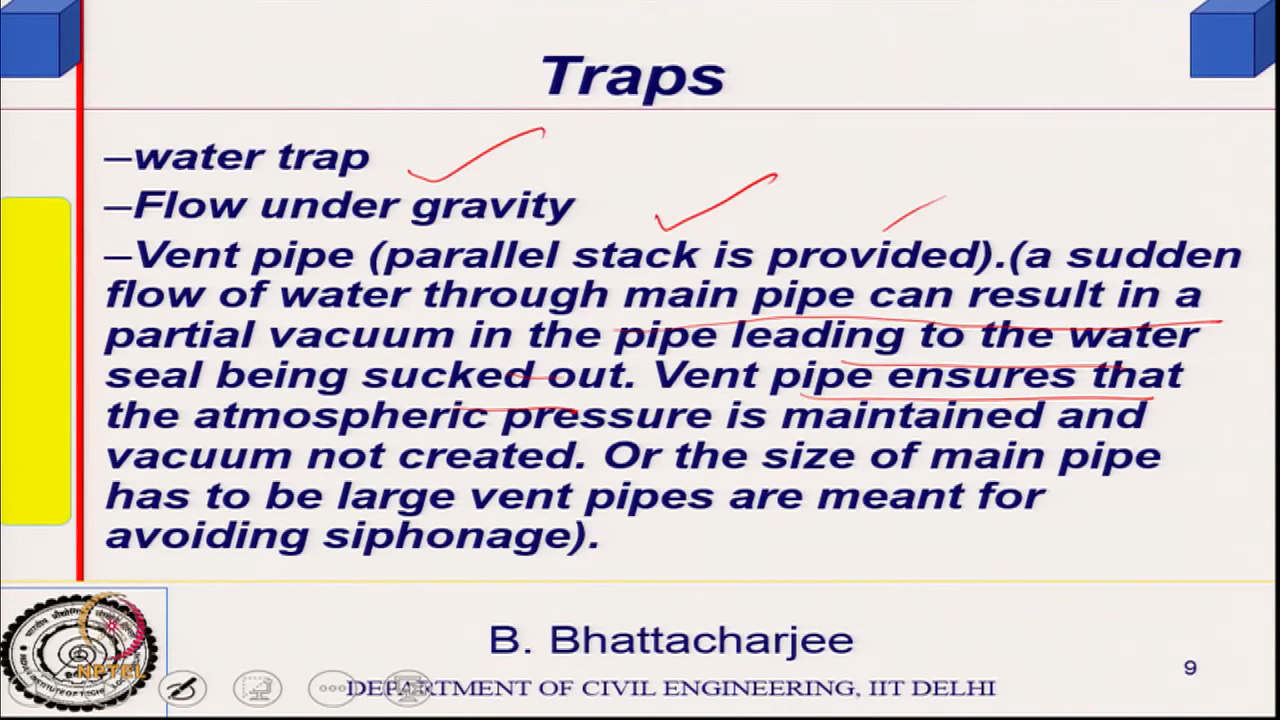 Traps
–water trap
–Flow under gravity
–Vent pipe (parallel stack is provided).(a sudden
flow of water through main pipe can result in a
partial vacuum in the pipe leading to the water
seal being sucked out. Vent pipe ensures that
the atmospheric pressure is maintained and
vacuum not created. Or the size of main pipe
has to be large vent pipes are meant for
avoiding siphonage).
B. Bhattacharjee
9
NPTEL
DEPARTMENT OF CIVIL ENGINEERING, IIT DELHI